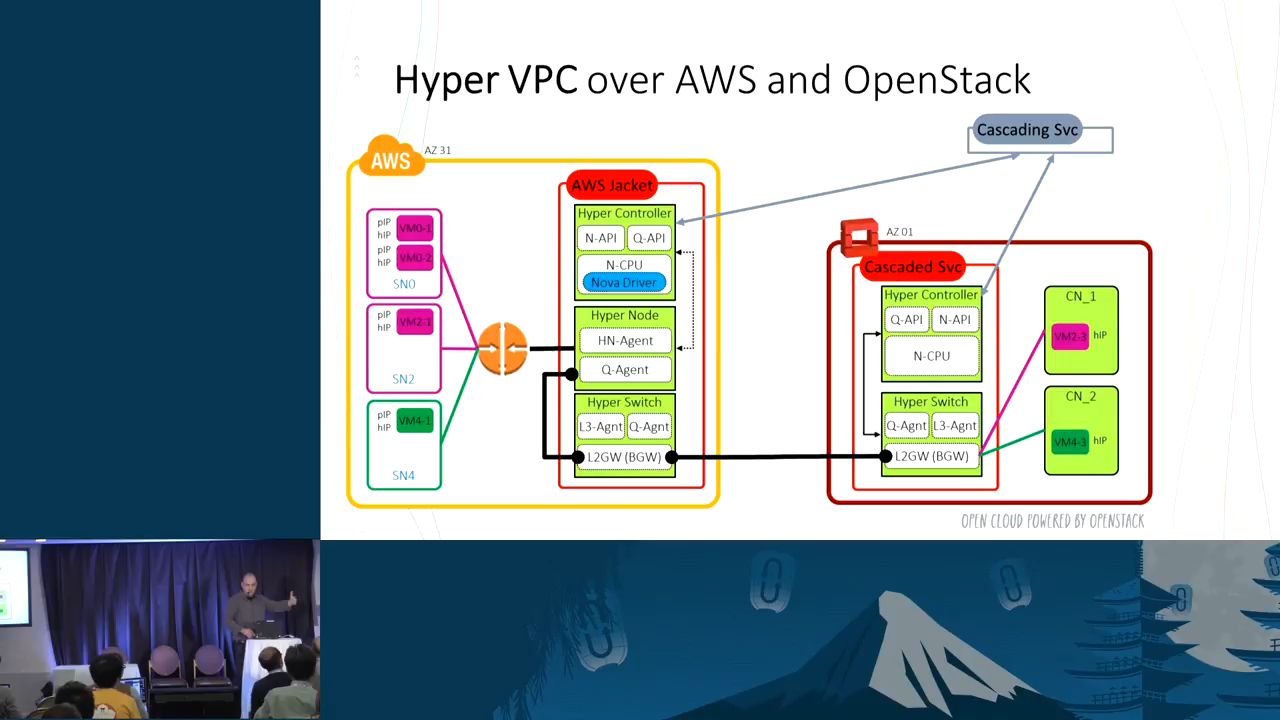 Hyper VPC over AWS and OpenStack
Cascading Svc
AWS
AZ 31
AWS Jacket
pIP
hIP
VM0-1
pIP
hIP
VM0-2
SN0
pIP
hIP
VM2-1
SN2
pIP
hIP
VM4-1
SN4
Hyper Controller
N-API
Q-API
N-CPU
Nova Driver
Hyper Node
HN-Agent
Q-Agent
Hyper Switch
L3-Agnt
Q-Agnt
L2GW (BGW)
AZ 01
Cascaded Svc
Hyper Controller
Q-API
N-API
N-CPU
Hyper Switch
Q-Agnt
L3-Agnt
L2GW (BGW)
CN_1
VM2-3
hIP
CN_2
VM4-3
hIP
OPEN CLOUD POWERED BY OPENSTACK